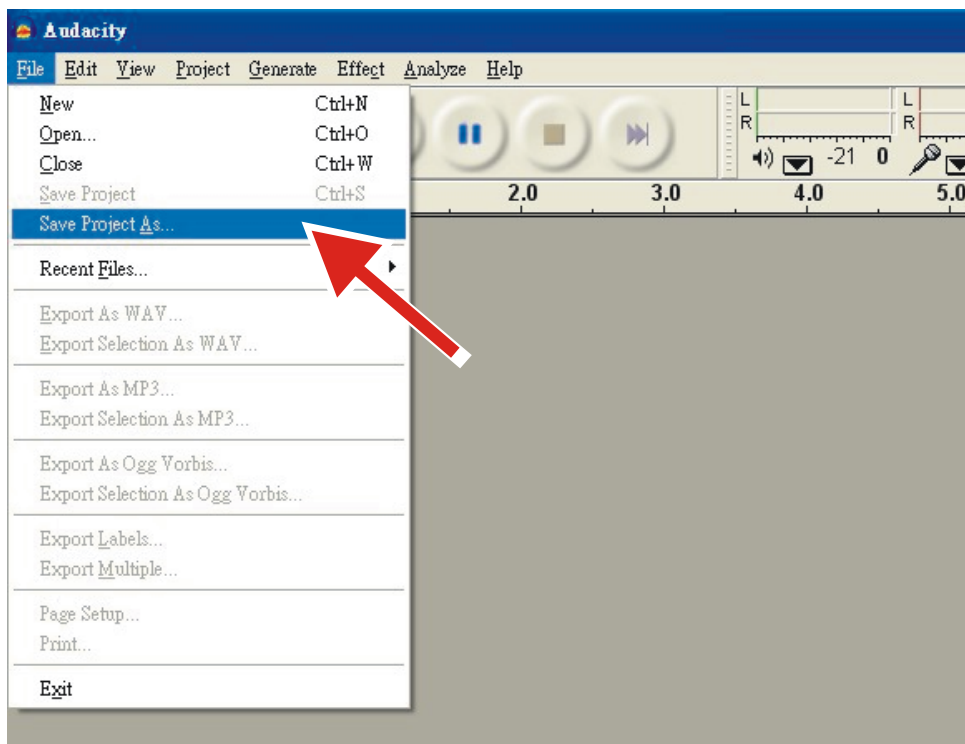 Audacity
File Edit View Project Generate Effect Analyze Help
New Ctrl+N
Open... Ctrl+O
Close Ctrl+W
Save Project Ctrl+S
Save Project As...
Recent Files...
Export As WAV...
Export Selection As WAV...
Export As MP3...
Export Selection As MP3...
Export As Ogg Vorbis...
Export Selection As Ogg Vorbis...
Export Labels...
Export Multiple...
Page Setup...
Print...
Exit
L L
R R
-21 0
2.0 3.0 4.0 5.0